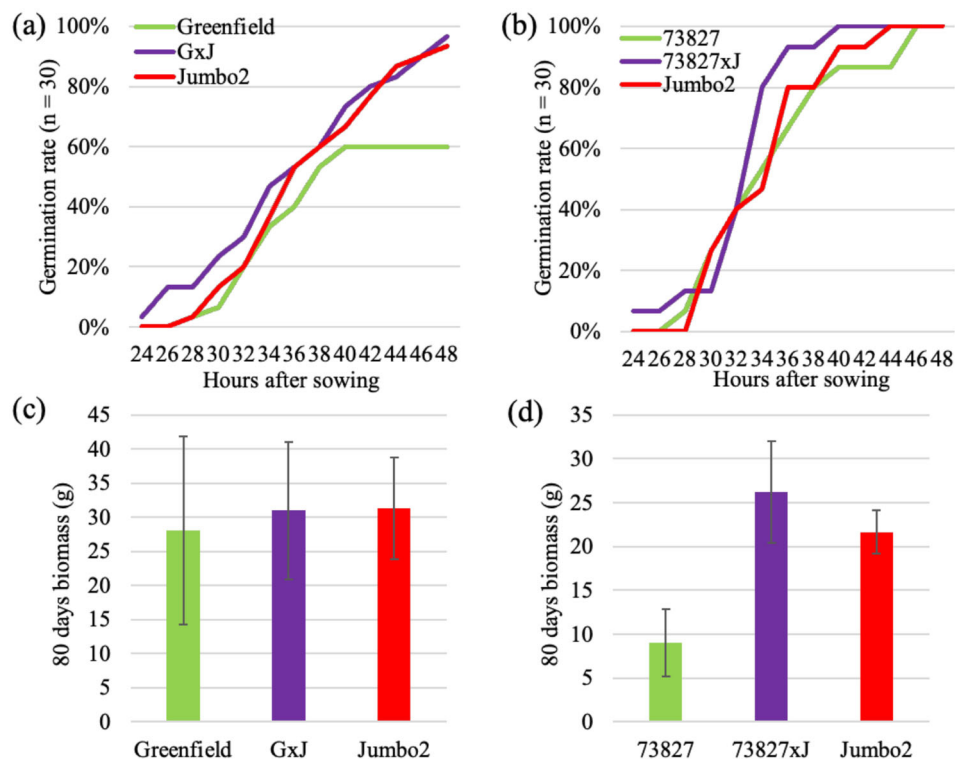 (a)
Greenfield
GxJ
Jumbo2
Germination rate (n = 30)
100%
80%
60%
40%
20%
0%
24 26 28 30 32 34 36 38 40 42 44 46 48
Hours after sowing
(b)
73827
73827xJ
Jumbo2
Germination rate (n = 30)
100%
80%
60%
40%
20%
0%
24 26 28 30 32 34 36 38 40 42 44 46 48
Hours after sowing
(c)
80 days biomass (g)
45
40
35
30
25
20
15
10
5
0
Greenfield GxJ Jumbo2
(d)
80 days biomass (g)
35
30
25
20
15
10
5
0
73827 73827xJ Jumbo2